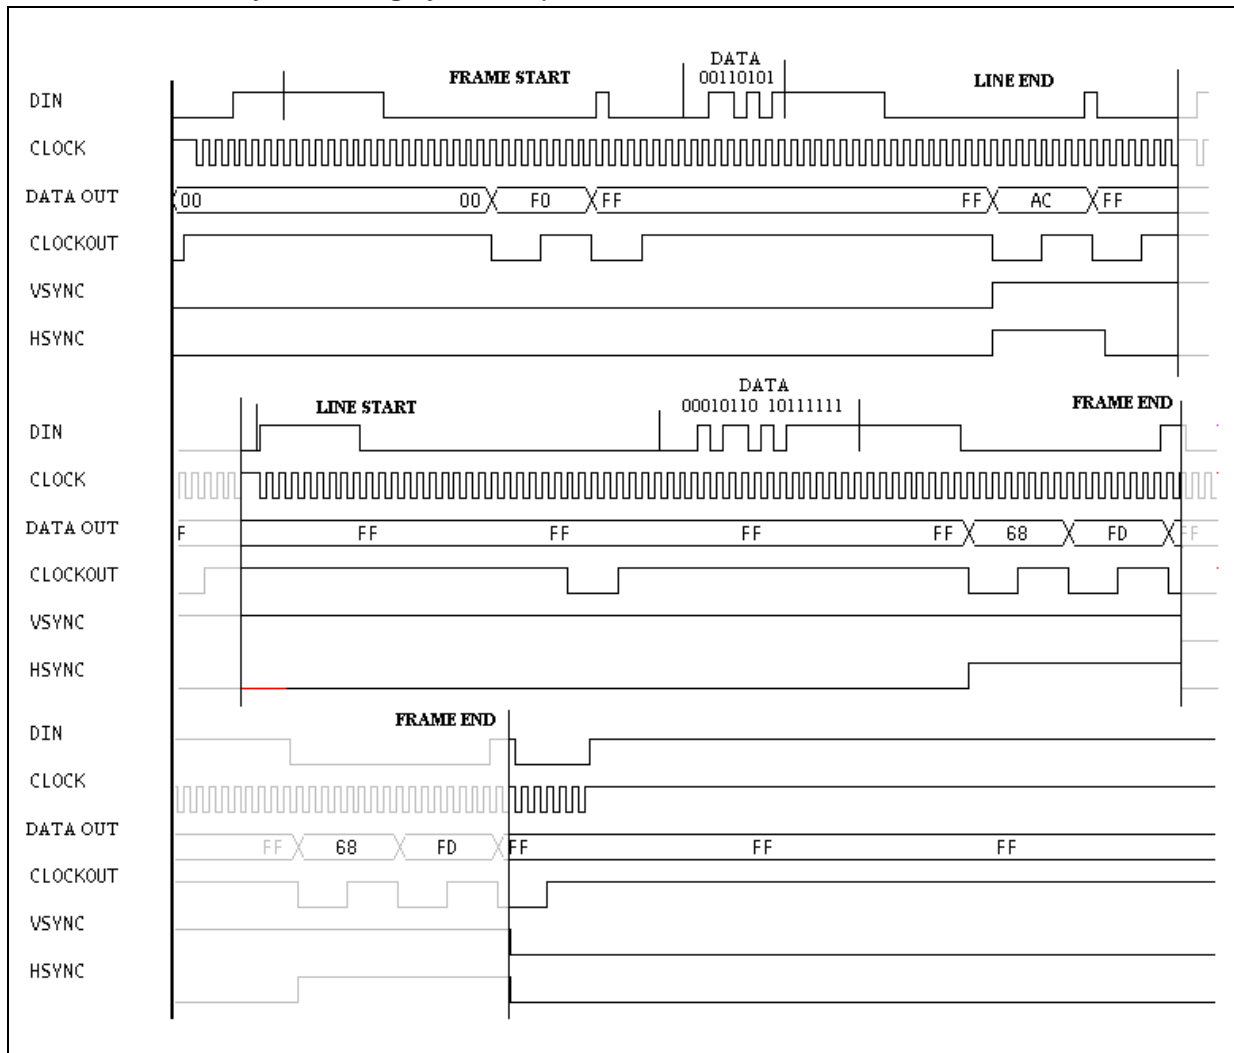 DATA
FRAME START 00110101 LINE END
DIN
CLOCK
DATA OUT 00 00 F0 FF FF AC FF
CLOCKOUT
VSYNC
HSYNC
DATA
LINE START 00010110 10111111 FRAME END
DIN
CLOCK
DATA OUT F FF FF FF FF 68 FD FF
CLOCKOUT
VSYNC
HSYNC
FRAME END
DIN
CLOCK
DATA OUT FF 68 FD FF FF FF
CLOCKOUT
VSYNC
HSYNC